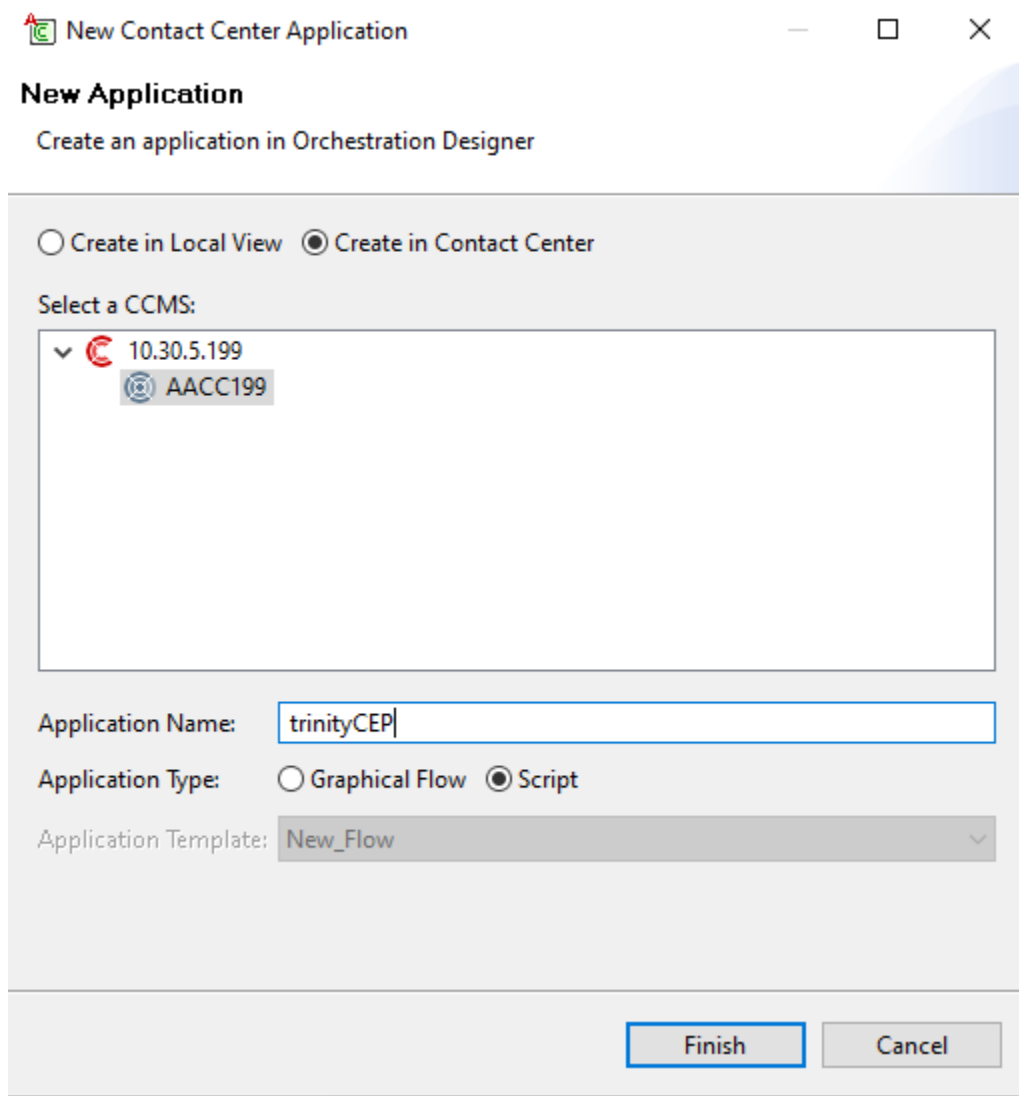 New Contact Center Application
New Application
Create an application in Orchestration Designer
Create in Local View Create in Contact Center
Select a CCMS:
10.30.5.199
AACC199
Application Name: trinityCEP
Application Type: Graphical Flow Script
Application Template: New_Flow
Finish Cancel